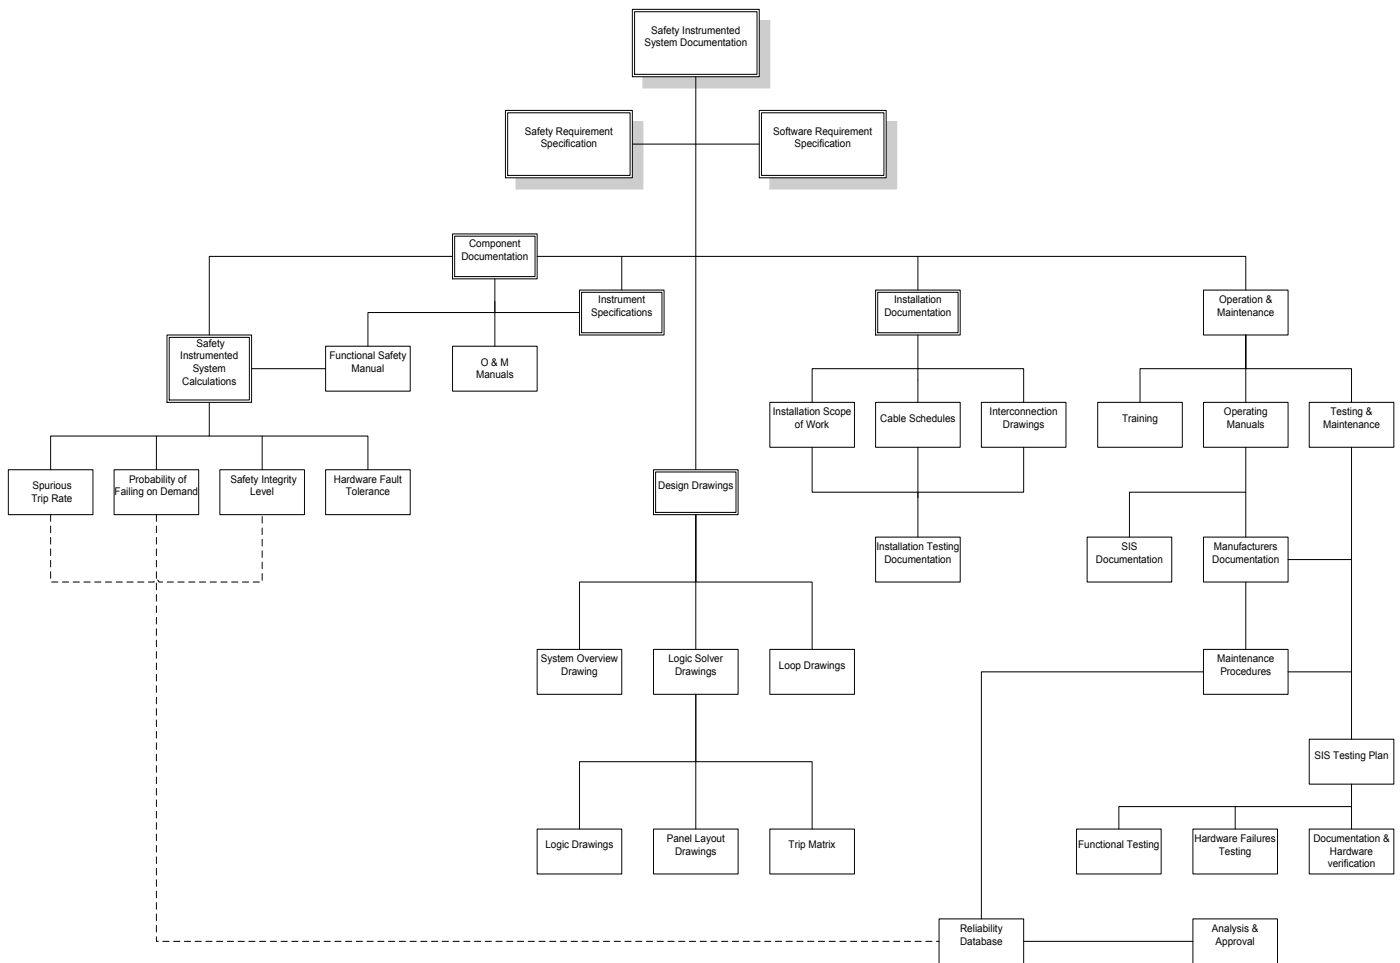 Safety Instrumented
System Documentation
Safety Requirement
Specification
Software Requirement
Specification
Component
Documentation
Instrument
Specifications
Installation
Documentation
Operation &
Maintenance
Safety
Instrumented
System
Calculations
Functional Safety
Manual
O & M
Manuals
Installation Scope
of Work
Cable Schedules
Interconnection
Drawings
Training
Operating
Manuals
Testing &
Maintenance
Spurious
Trip Rate
Probability of
Failing on Demand
Safety Integrity
Level
Hardware Fault
Tolerance
Design Drawings
Installation Testing
Documentation
SIS
Documentation
Manufacturers
Documentation
System Overview
Drawing
Logic Solver
Drawings
Loop Drawings
Maintenance
Procedures
SIS Testing Plan
Logic Drawings
Panel Layout
Drawings
Trip Matrix
Functional Testing
Hardware Failures
Testing
Documentation &
Hardware
verification
Reliability
Database
Analysis &
Approval